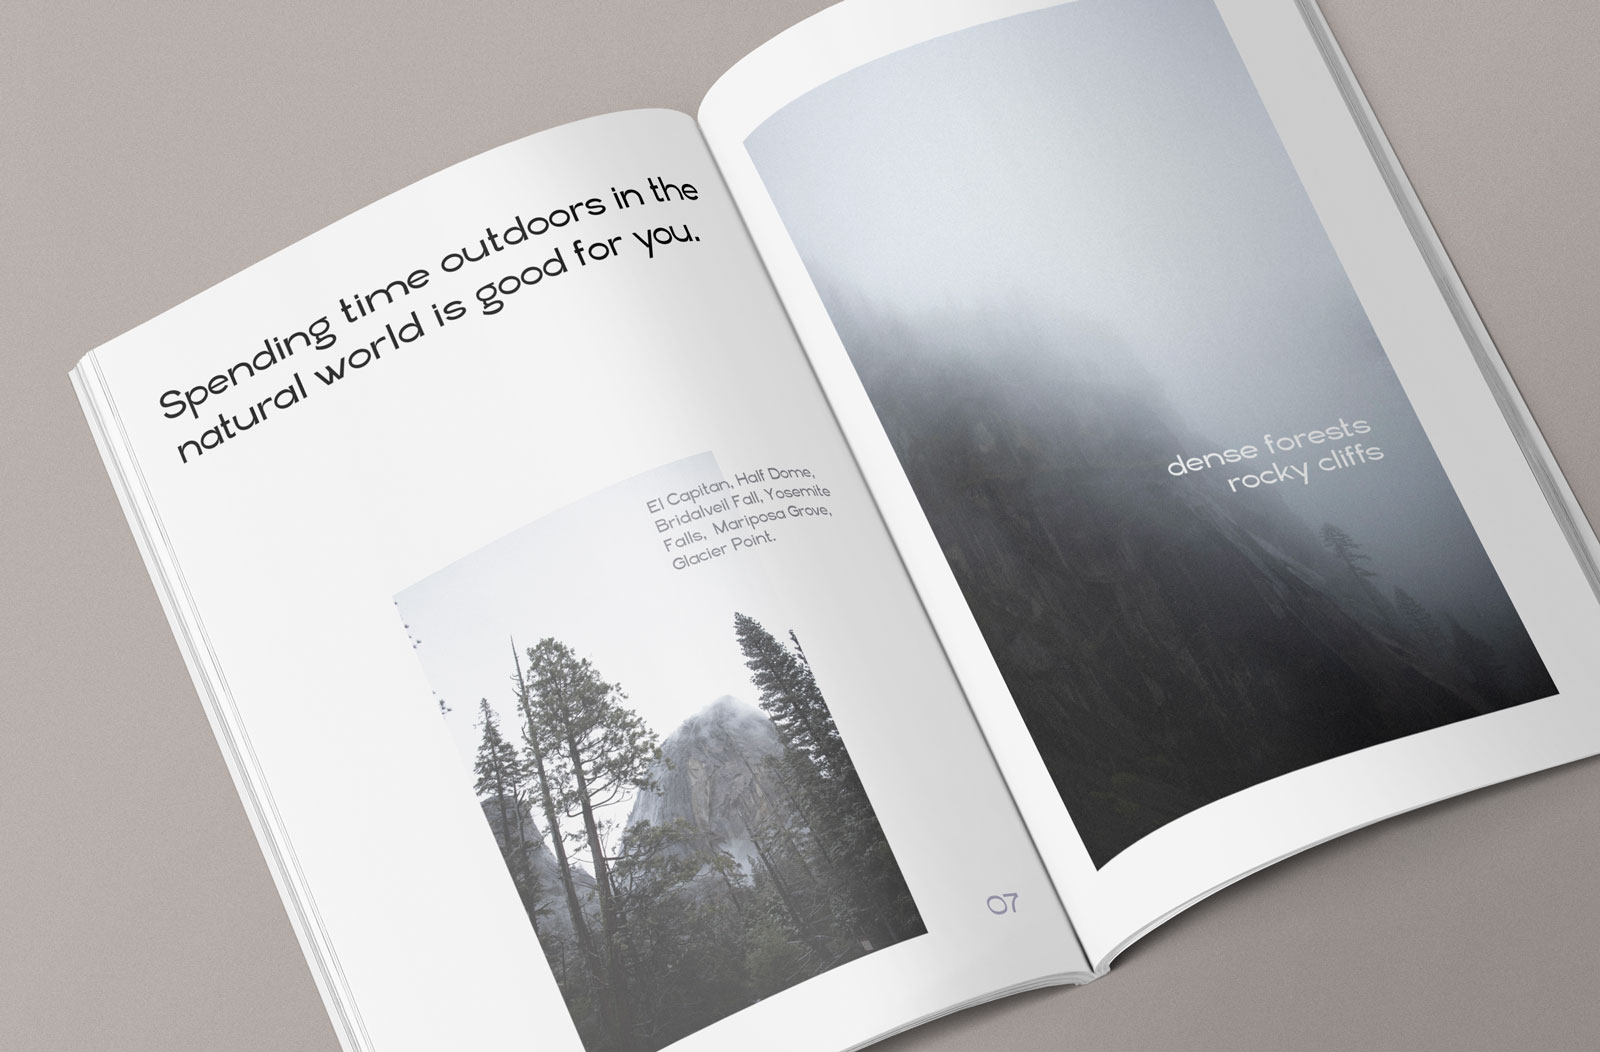 Spending time outdoors in the
natural world is good for you.
El Capitan, Half Dome,
Bridalveil Fall, Yosemite
Falls, Mariposa Grove,
Glacier Point.
07
dense forests
rocky cliffs